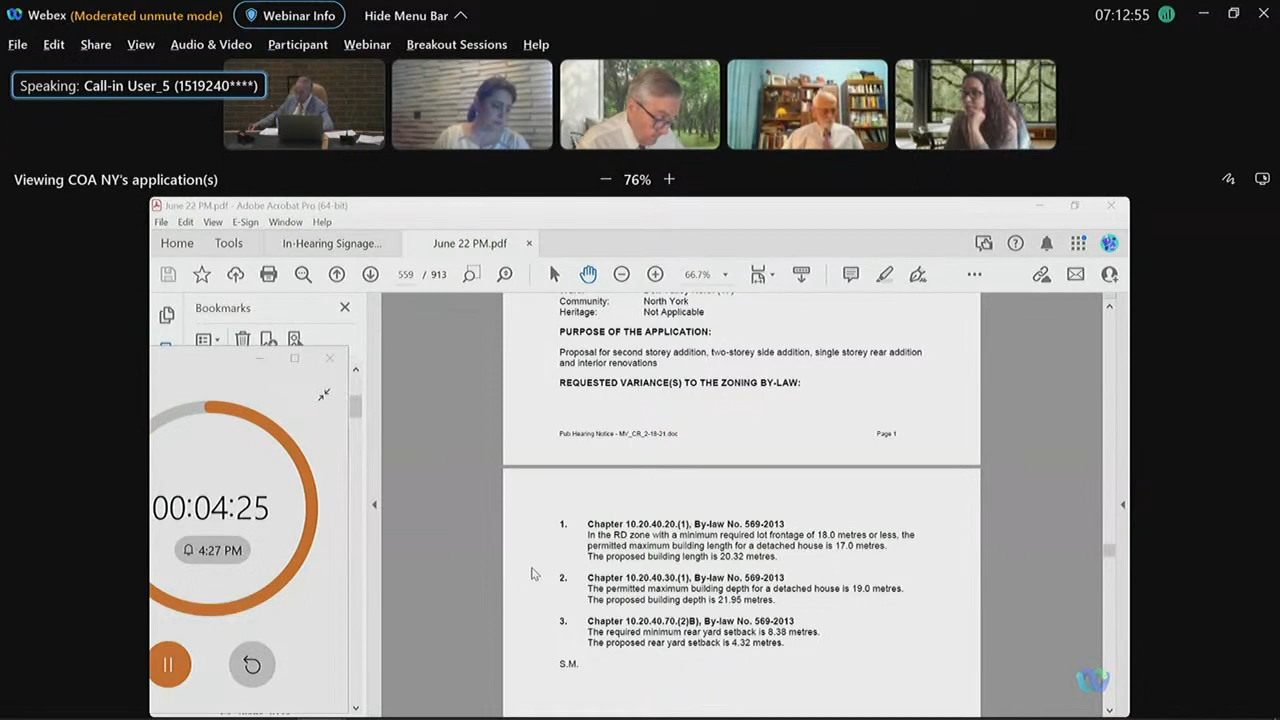 Webex (Moderated unmute mode) Webinar Info Hide Menu Bar 07:12:55
File Edit Share View Audio & Video Participant Webinar Breakout Sessions Help
Speaking: Call-in User_5 (1519240****)
Viewing COA NY's application(s) 76%
June 22 PM.pdf - Adobe Acrobat Pro (64-bit)
File Edit View E-Sign Window Help
Home Tools In-Hearing Signage... June 22 PM.pdf
559 / 913 66.7%
Bookmarks
Community: North York
Heritage: Not Applicable
PURPOSE OF THE APPLICATION:
Proposal for second storey addition, two-storey side addition, single storey rear addition
and interior renovations
REQUESTED VARIANCE(S) TO THE ZONING BY-LAW:
Pub Hearing Notice - MV_CR_2-18-21.doc Page 1
00:04:25
4:27 PM
1. Chapter 10.20.40.20.(1), By-law No. 569-2013
In the RD zone with a minimum required lot frontage of 18.0 metres or less, the
permitted maximum building length for a detached house is 17.0 metres.
The proposed building length is 20.32 metres.
2. Chapter 10.20.40.30.(1), By-law No. 569-2013
The permitted maximum building depth for a detached house is 19.0 metres.
The proposed building depth is 21.95 metres.
3. Chapter 10.20.40.70.(2)B), By-law No. 569-2013
The required minimum rear yard setback is 8.38 metres.
The proposed rear yard setback is 4.32 metres.
S.M.